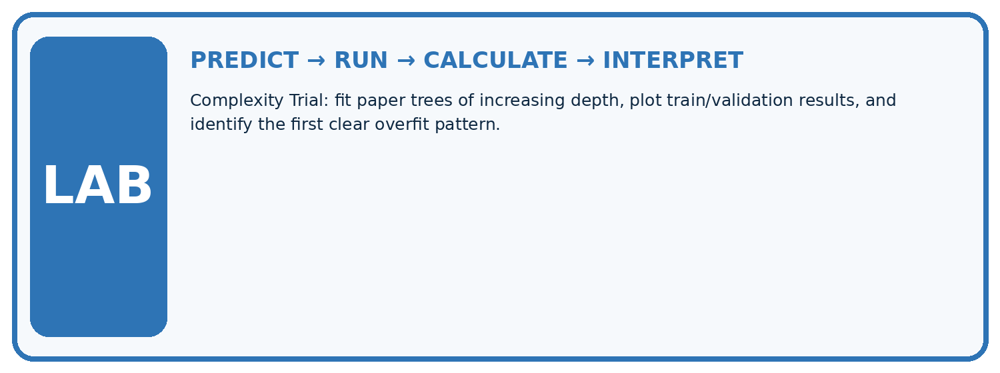 LAB
PREDICT → RUN → CALCULATE → INTERPRET
Complexity Trial: fit paper trees of increasing depth, plot train/validation results, and
identify the first clear overfit pattern.